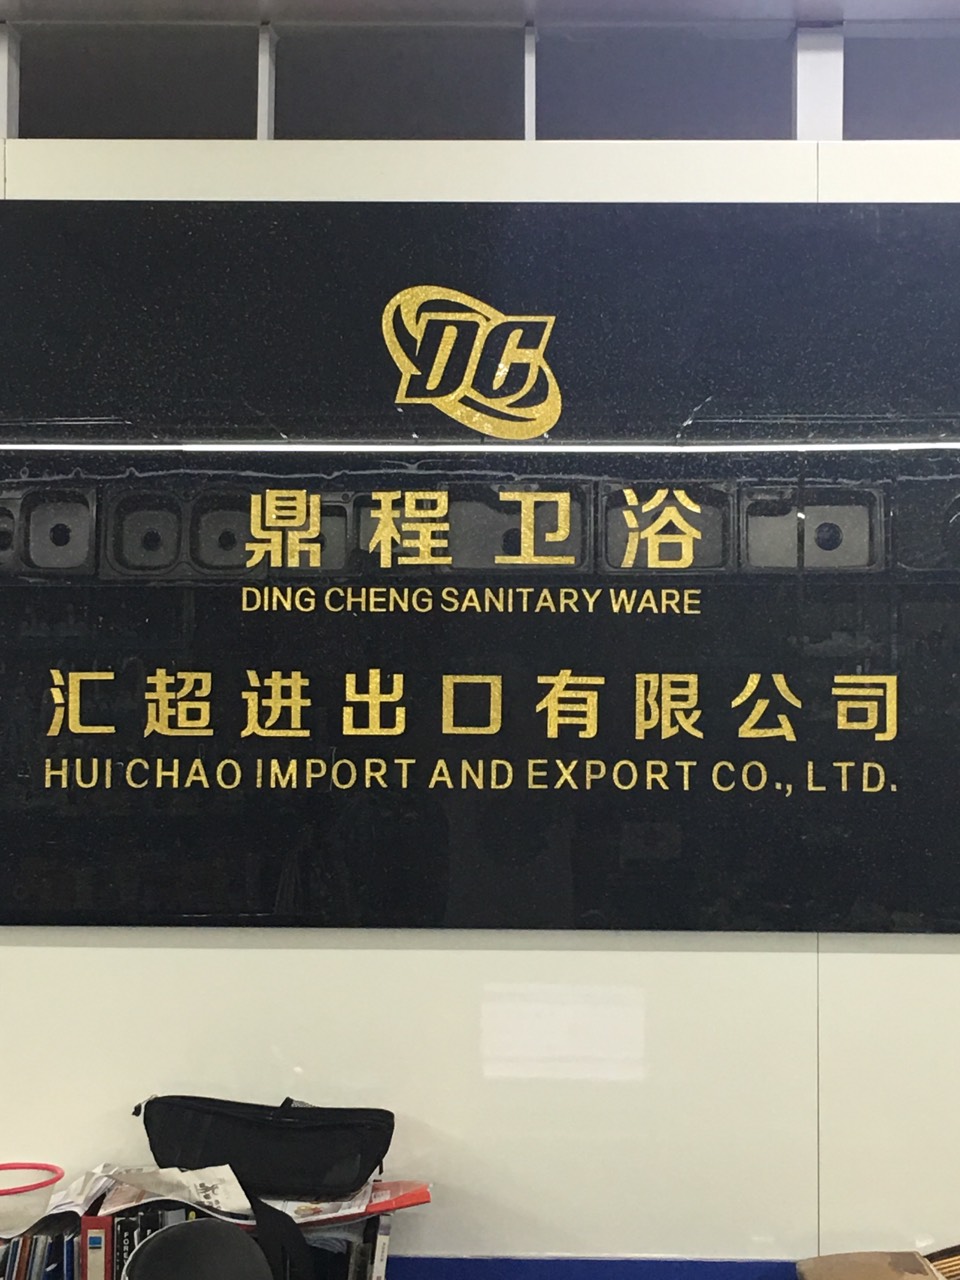 DC
鼎程卫浴
DING CHENG SANITARY WARE
汇超进出口有限公司
HUI CHAO IMPORT AND EXPORT CO., LTD.